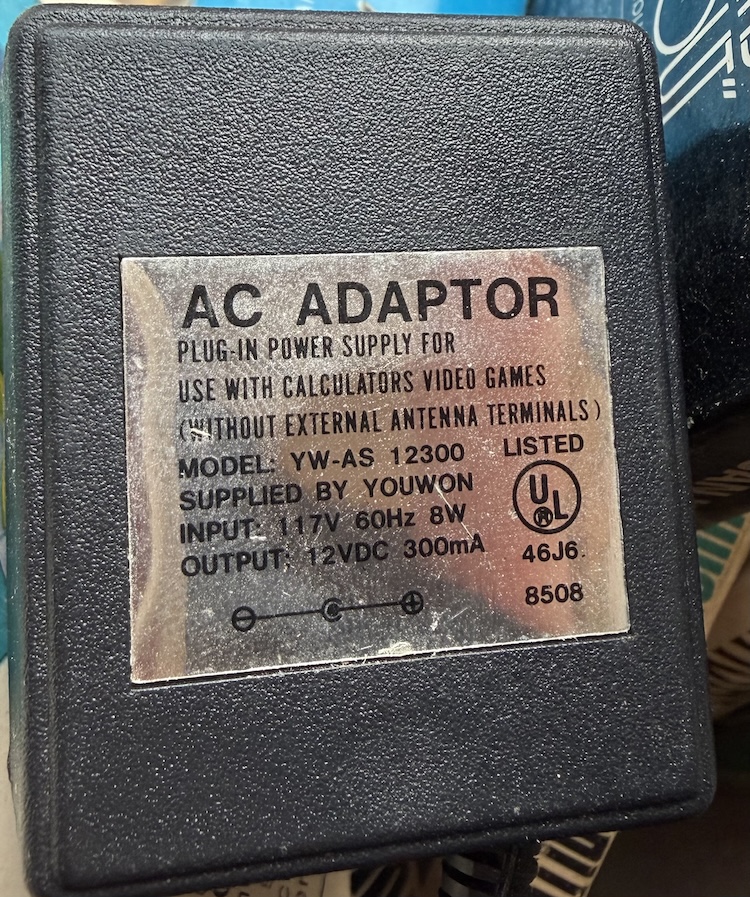 AC ADAPTOR
PLUG-IN POWER SUPPLY FOR
USE WITH CALCULATORS VIDEO GAMES
(WITHOUT EXTERNAL ANTENNA TERMINALS)
MODEL: YW-AS 12300 LISTED
SUPPLIED BY YOUWON
INPUT: 117V 60Hz 8W
OUTPUT: 12VDC 300mA
UL
®
46J6.
8508